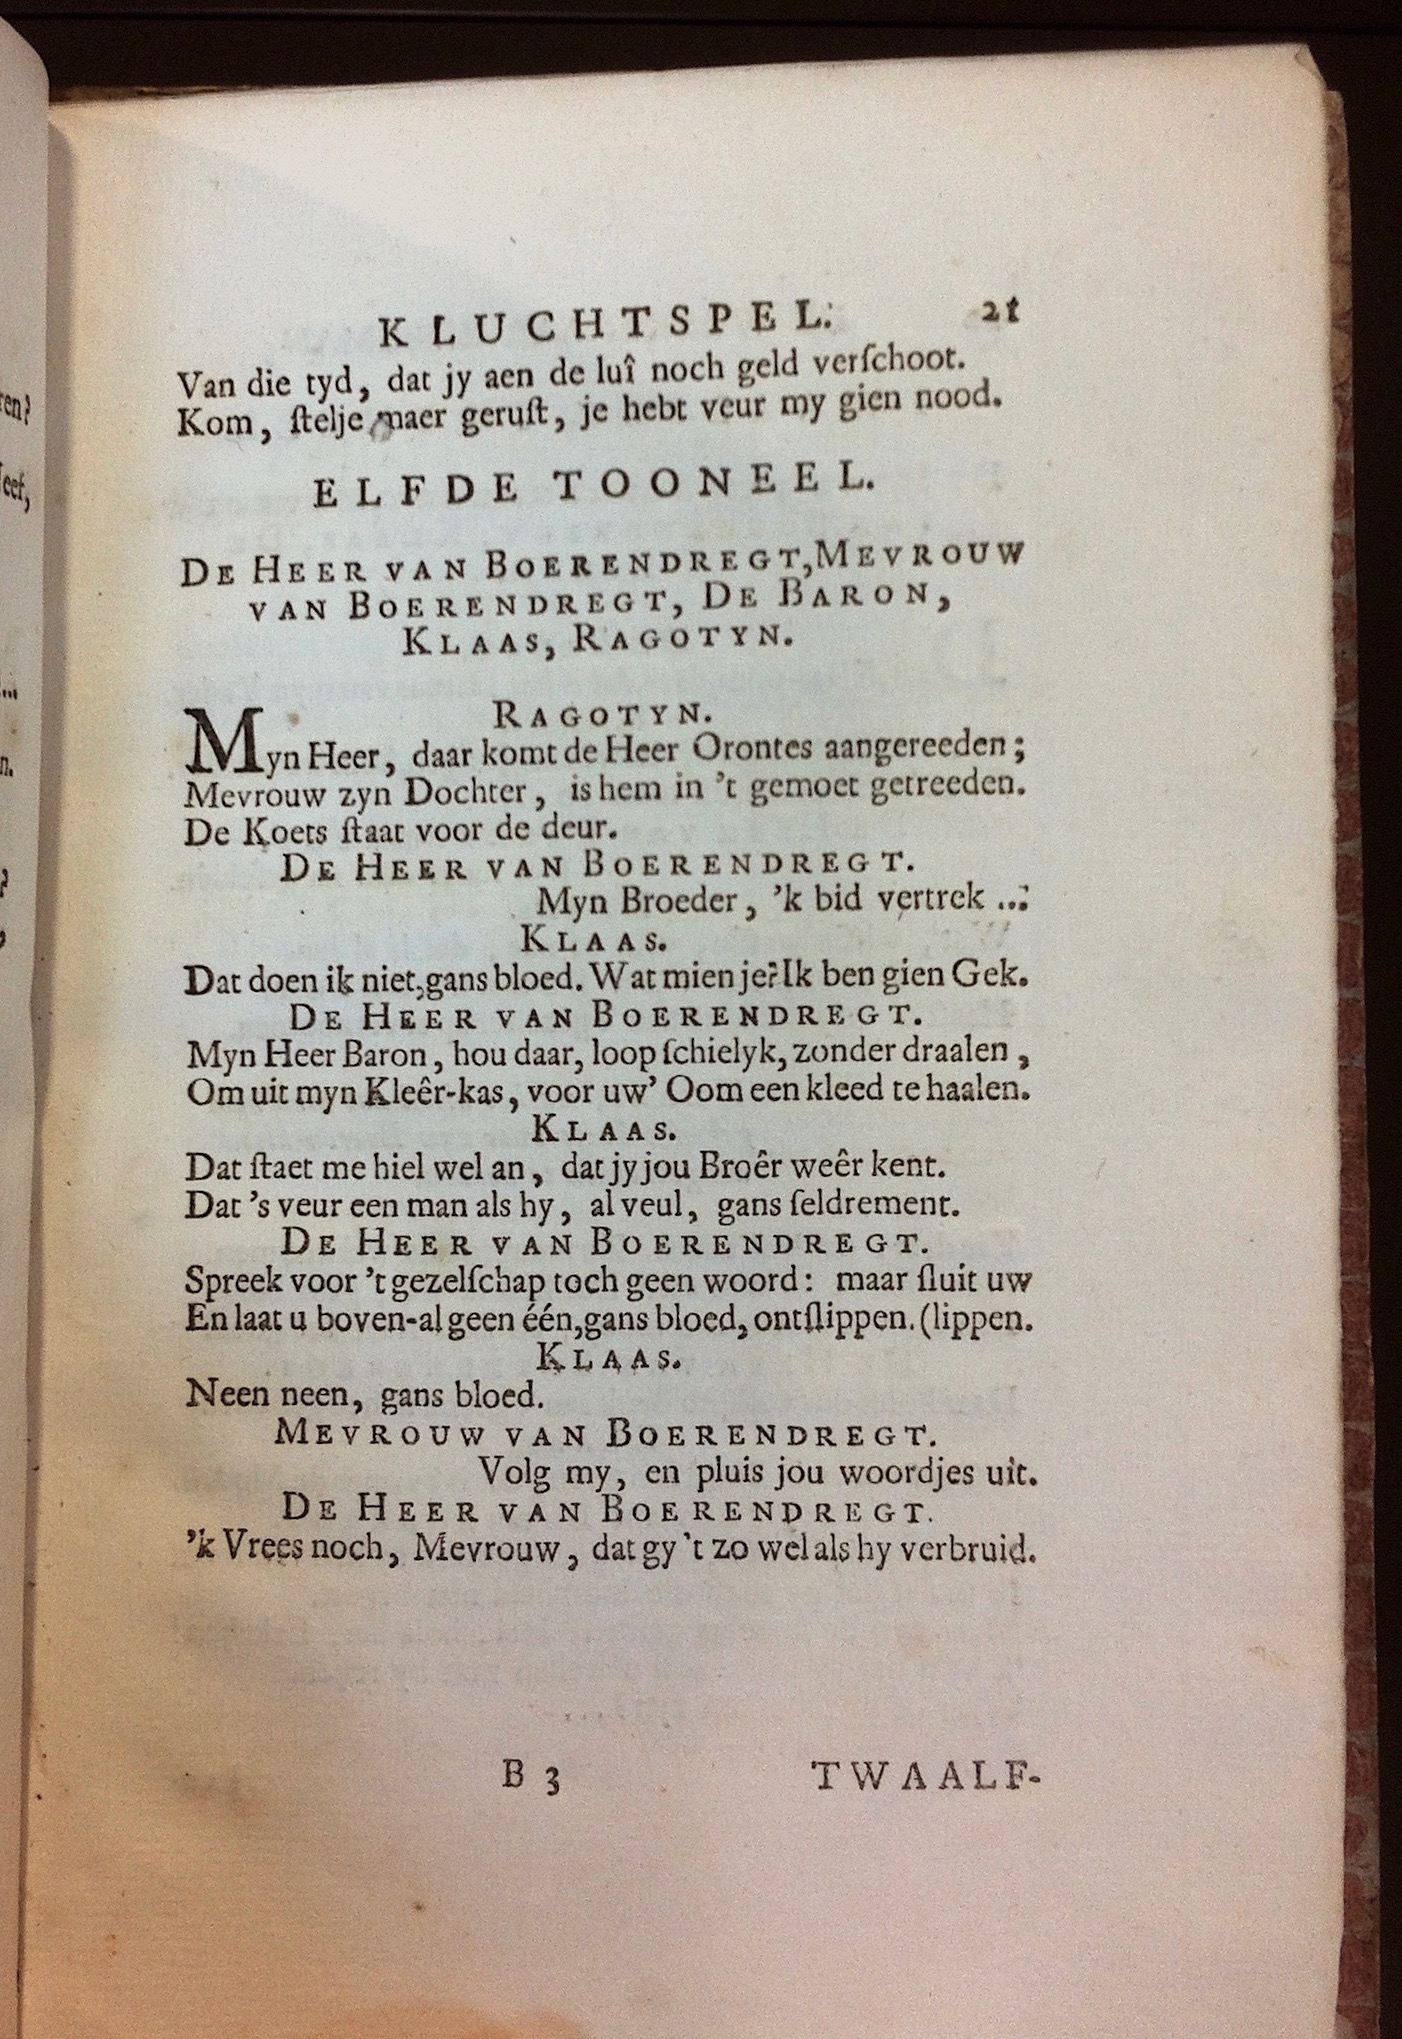 KLUCHTSPEL. 21
Van die tyd, dat jy aen de luî noch geld verſchoot.
Kom, ſtelje maer geruſt, je hebt veur my gien nood.
ELFDE TOONEEL.
DE HEER VAN BOERENDREGT, MEVROUW
VAN BOERENDREGT, DE BARON,
KLAAS, RAGOTYN.
RAGOTYN.
Myn Heer, daar komt de Heer Orontes aangereeden;
Mevrouw zyn Dochter, is hem in 't gemoet getreeden.
De Koets ſtaat voor de deur.
DE HEER VAN BOERENDREGT.
Myn Broeder, 'k bid vertrek ...
KLAAS.
Dat doen ik niet, gans bloed. Wat mien je? Ik ben gien Gek.
DE HEER VAN BOERENDREGT.
Myn Heer Baron, hou daar, loop ſchielyk, zonder draalen,
Om uit myn Kleêr-kas, voor uw' Oom een kleed te haalen.
KLAAS.
Dat ſtaet me hiel wel an, dat jy jou Broêr weêr kent.
Dat 's veur een man als hy, al veul, gans ſeldrement.
DE HEER VAN BOERENDREGT.
Spreek voor 't gezelſchap toch geen woord: maar ſluit uw
En laat u boven-al geen één, gans bloed, ontſlippen. (lippen.
KLAAS.
Neen neen, gans bloed.
MEVROUW VAN BOERENDREGT.
Volg my, en pluis jou woordjes uit.
DE HEER VAN BOERENDREGT.
'k Vrees noch, Mevrouw, dat gy 't zo wel als hy verbruid.
B 3 TWAALF-